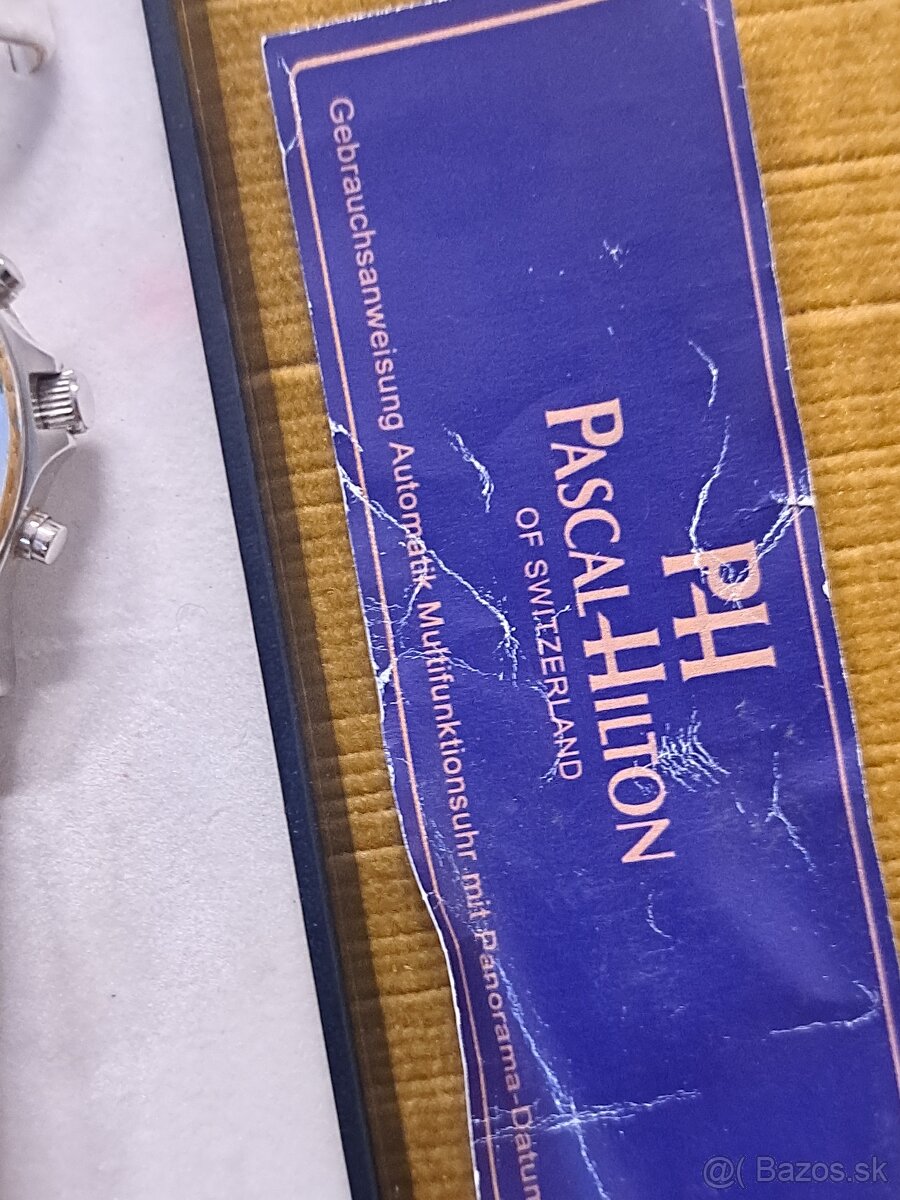 PH
PASCAL HILTON
OF SWITZERLAND
Gebrauchsanweisung Automatik Multifunktionsuhr mit Panorama-Datum
@( Bazos.sk